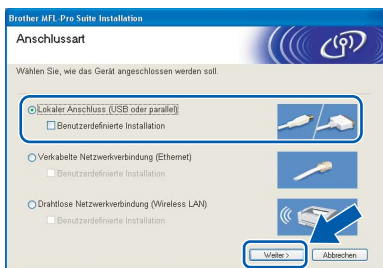 Brother MFL-Pro Suite Installation
Anschlussart
Wählen Sie, wie das Gerät angeschlossen werden soll.
Lokaler Anschluss (USB oder parallel)
Benutzerdefinierte Installation
Verkabelte Netzwerkverbindung (Ethernet)
Benutzerdefinierte Installation
Drahtlose Netzwerkverbindung (Wireless LAN)
Benutzerdefinierte Installation
Weiter > Abbrechen